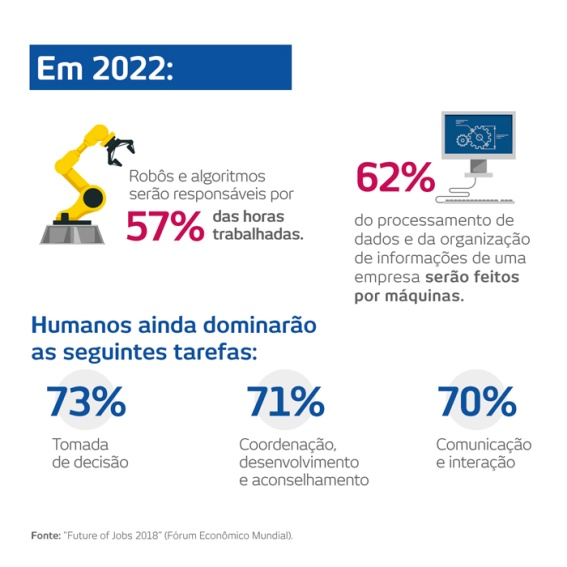 Em 2022:
Robôs e algoritmos
serão responsáveis por
57% das horas
trabalhadas.
62%
do processamento de
dados e da organização
de informações de uma
empresa serão feitos
por máquinas.
Humanos ainda dominarão
as seguintes tarefas:
73%
Tomada
de decisão
71%
Coordenação,
desenvolvimento
e aconselhamento
70%
Comunicação
e interação
Fonte: "Future of Jobs 2018" (Fórum Econômico Mundial).